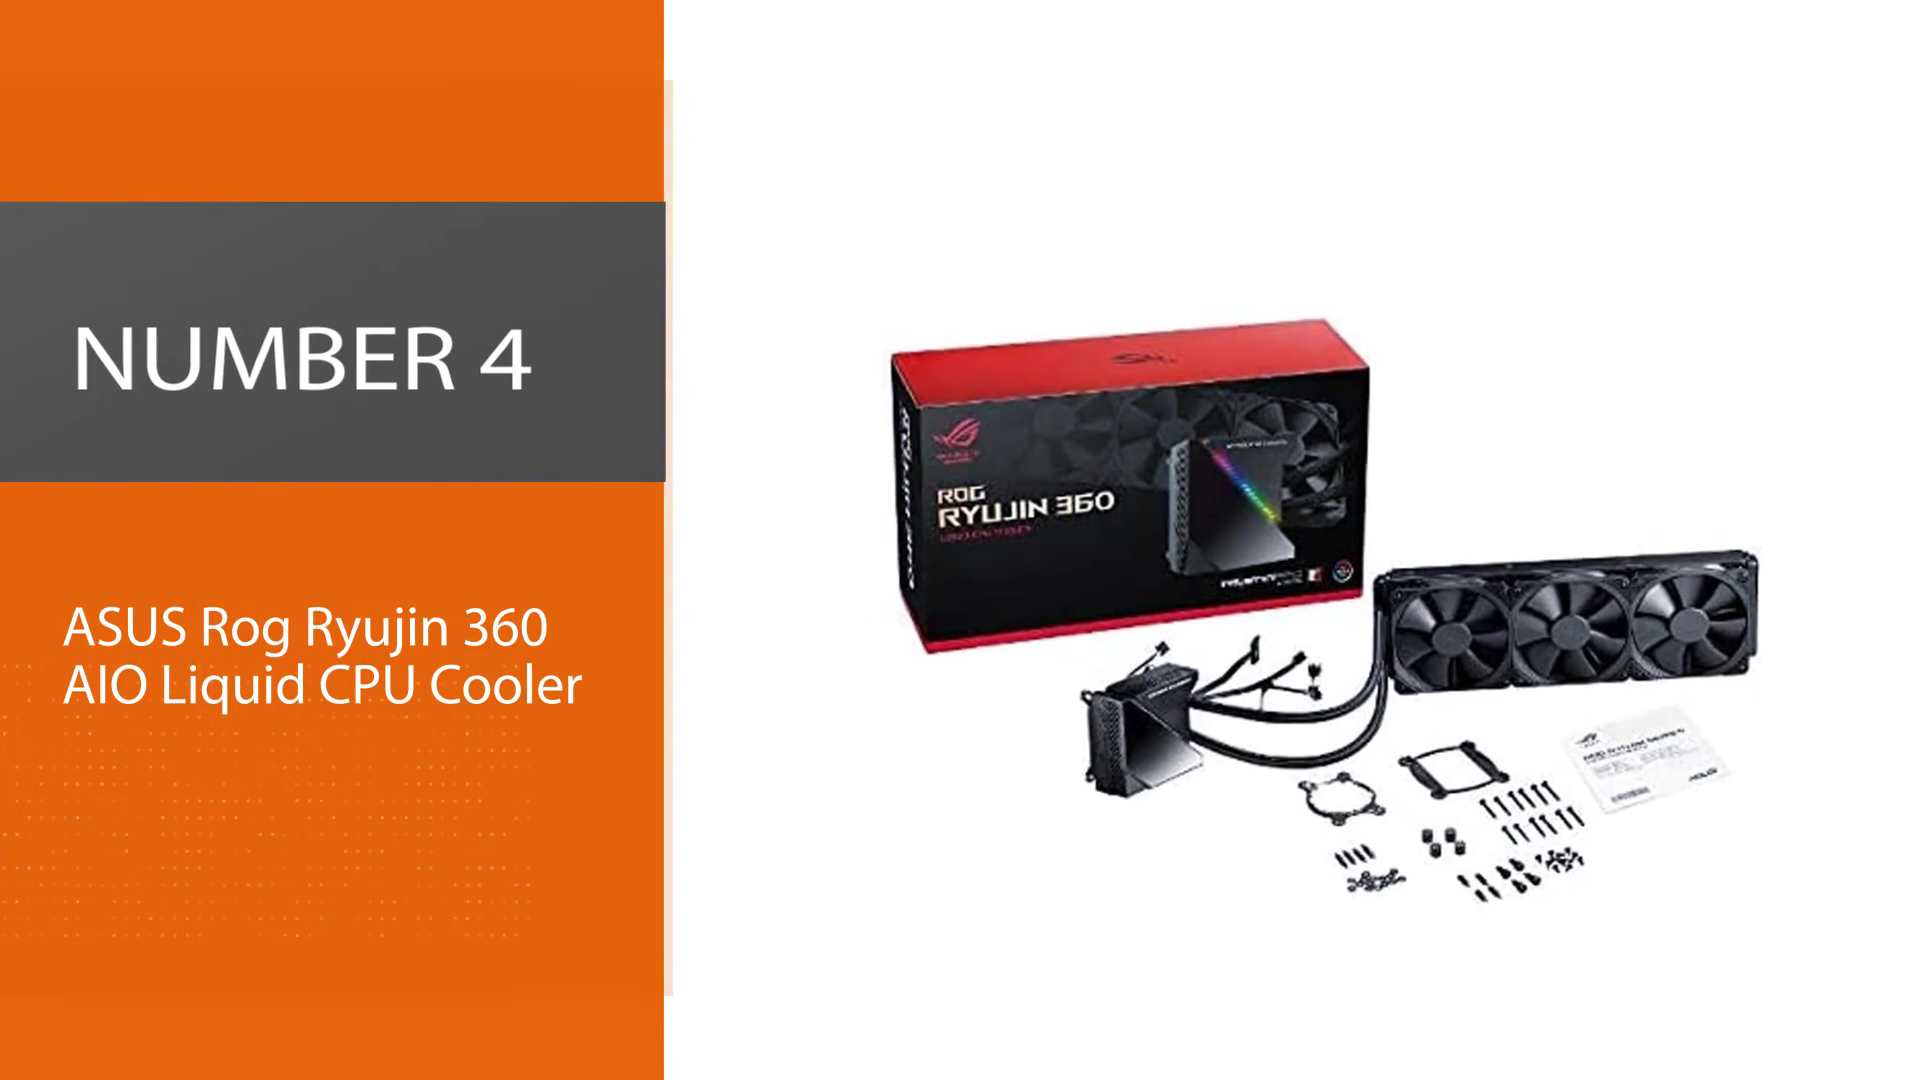 NUMBER 4
ASUS Rog Ryujin 360
AIO Liquid CPU Cooler
ROG
RYUJIN 360